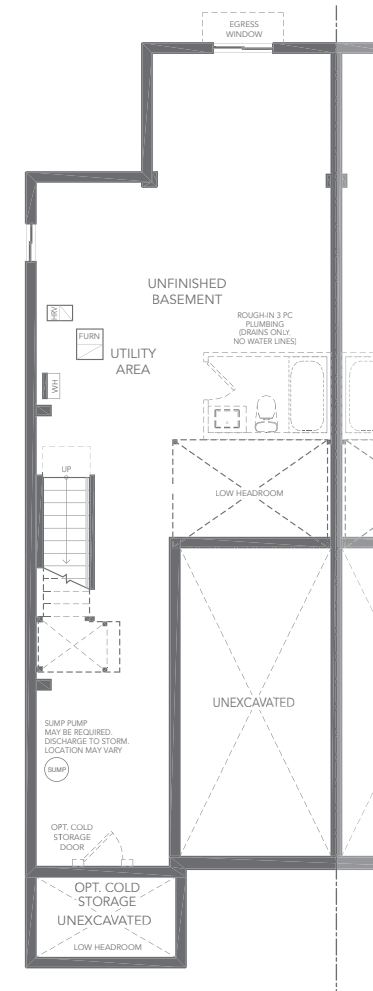 EGRESS
WINDOW
UNFINISHED
BASEMENT
HRV
ROUGH-IN 3 PC
PLUMBING
(DRAINS ONLY,
NO WATER LINES)
FURN
UTILITY
AREA
WH
UP
LOW HEADROOM
UNEXCAVATED
SUMP PUMP
MAY BE REQUIRED.
DISCHARGE TO STORM.
LOCATION MAY VARY
SUMP
OPT. COLD
STORAGE
DOOR
OPT. COLD
STORAGE
UNEXCAVATED
LOW HEADROOM